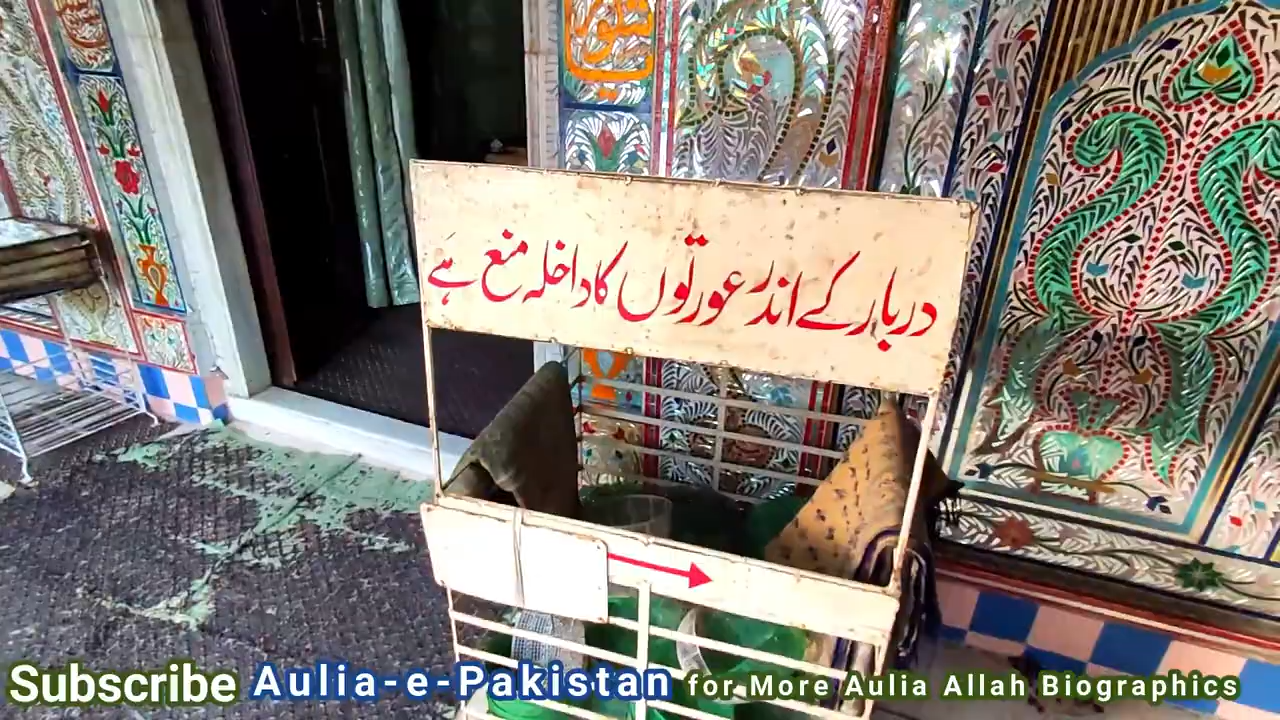 دربار کے اندر عورتوں کا داخلہ منع ہے
Subscribe Aulia-e-Pakistan for More Aulia Allah Biographics